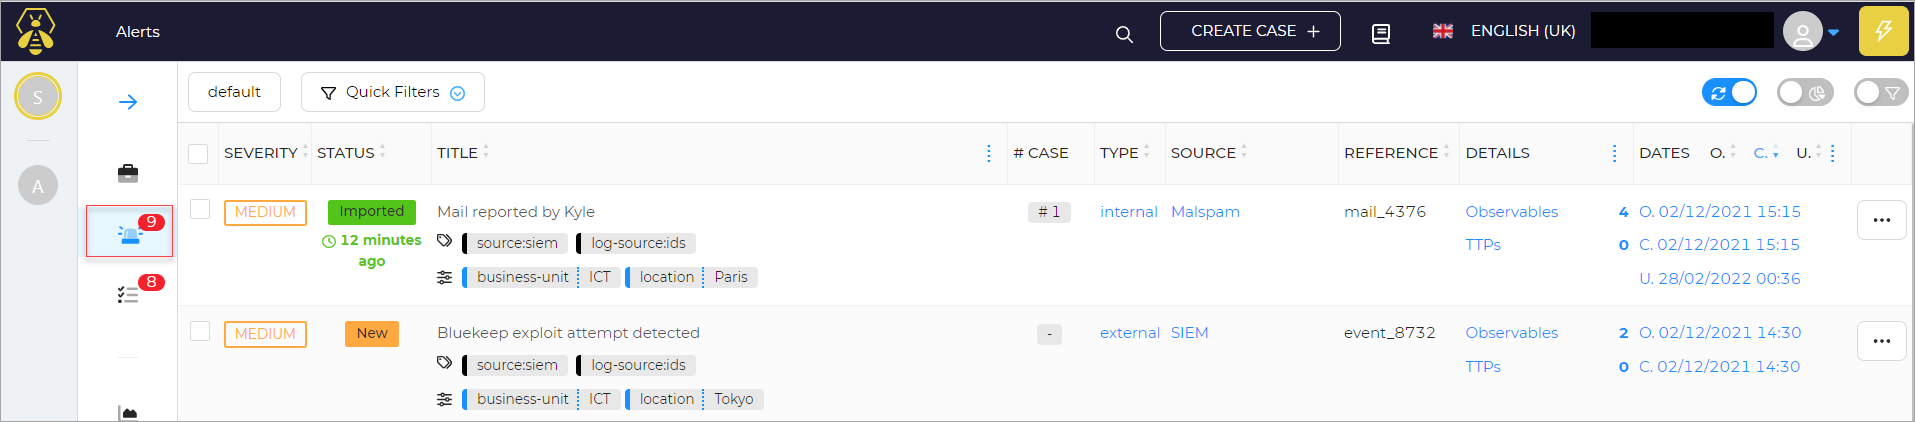 Alerts
CREATE CASE +
ENGLISH (UK)
S
default
Quick Filters
A
SEVERITY STATUS TITLE # CASE TYPE SOURCE REFERENCE DETAILS DATES O. C. U.
9
MEDIUM Imported Mail reported by Kyle # 1 internal Malspam mail_4376 Observables 4 O. 02/12/2021 15:15
12 minutes ago source:siem log-source:ids TTPs 0 C. 02/12/2021 15:15
business-unit ICT location Paris U. 28/02/2022 00:36
8
MEDIUM New Bluekeep exploit attempt detected - external SIEM event_8732 Observables 2 O. 02/12/2021 14:30
source:siem log-source:ids TTPs 0 C. 02/12/2021 14:30
business-unit ICT location Tokyo